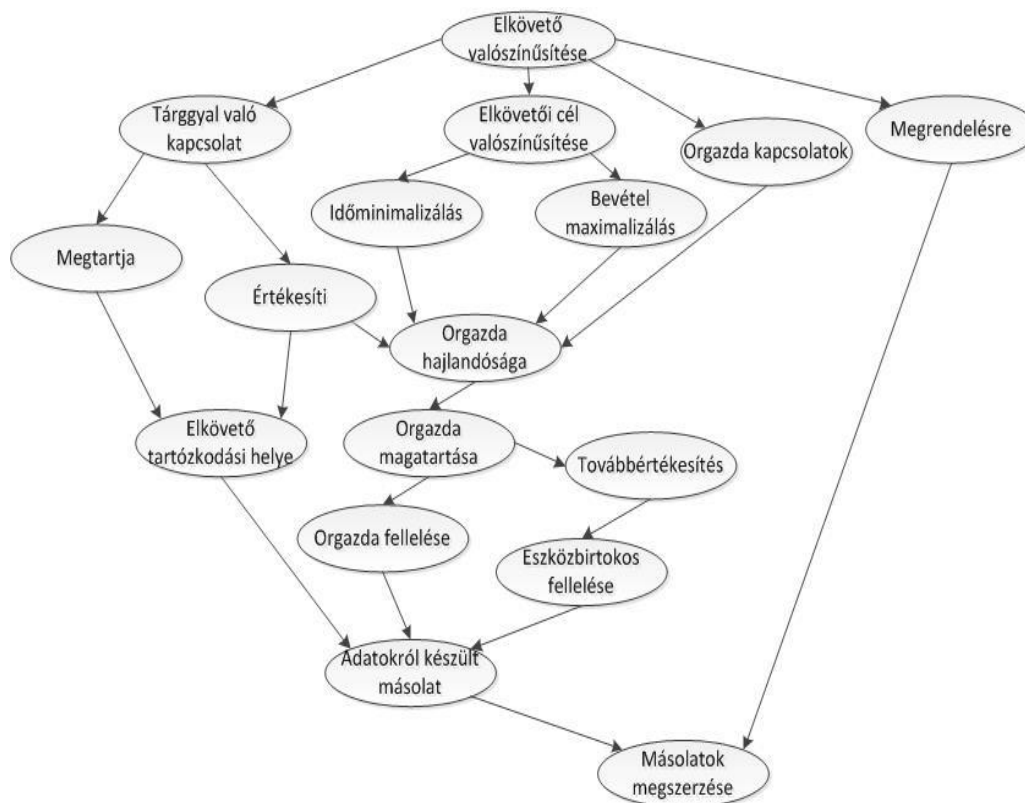 Elkövető
valószínűsítése
Tárggyal való
kapcsolat
Elkövetői cél
valószínűsítése
Orgazda kapcsolatok
Megrendelésre
Időminimalizálás
Bevétel
maximalizálás
Megtartja
Értékesíti
Orgazda
hajlandósága
Elkövető
tartózkodási helye
Orgazda
magatartása
Továbbértékesítés
Orgazda fellelése
Eszközbirtokos
fellelése
Adatokról készült
másolat
Másolatok
megszerzése